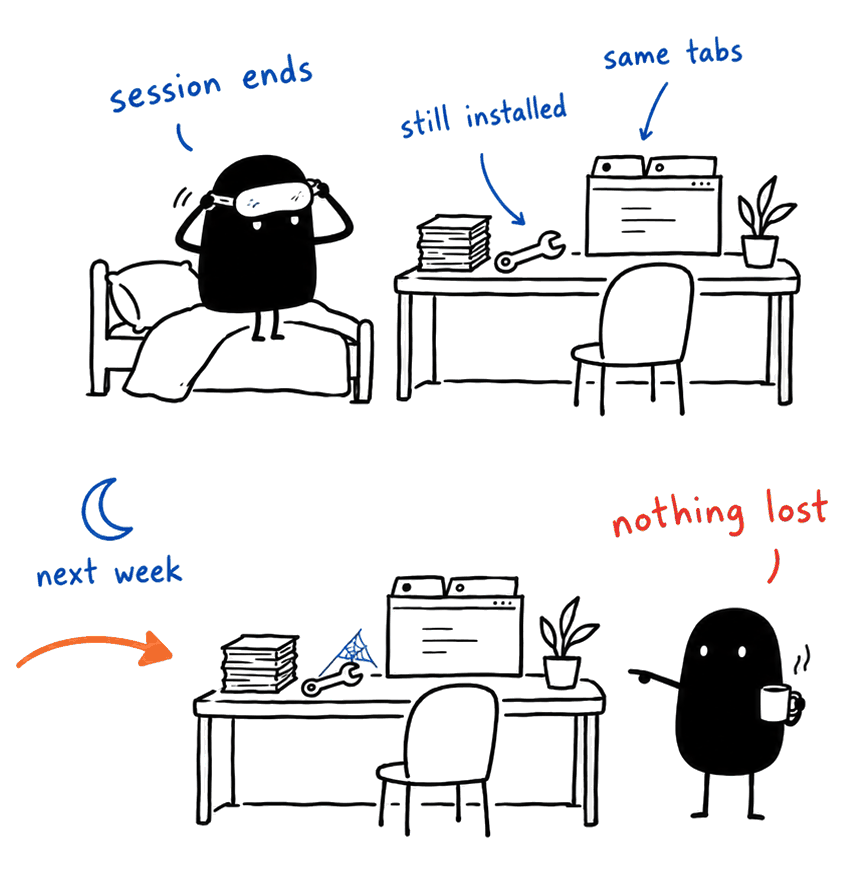 session ends
still installed
same tabs
next week
nothing lost